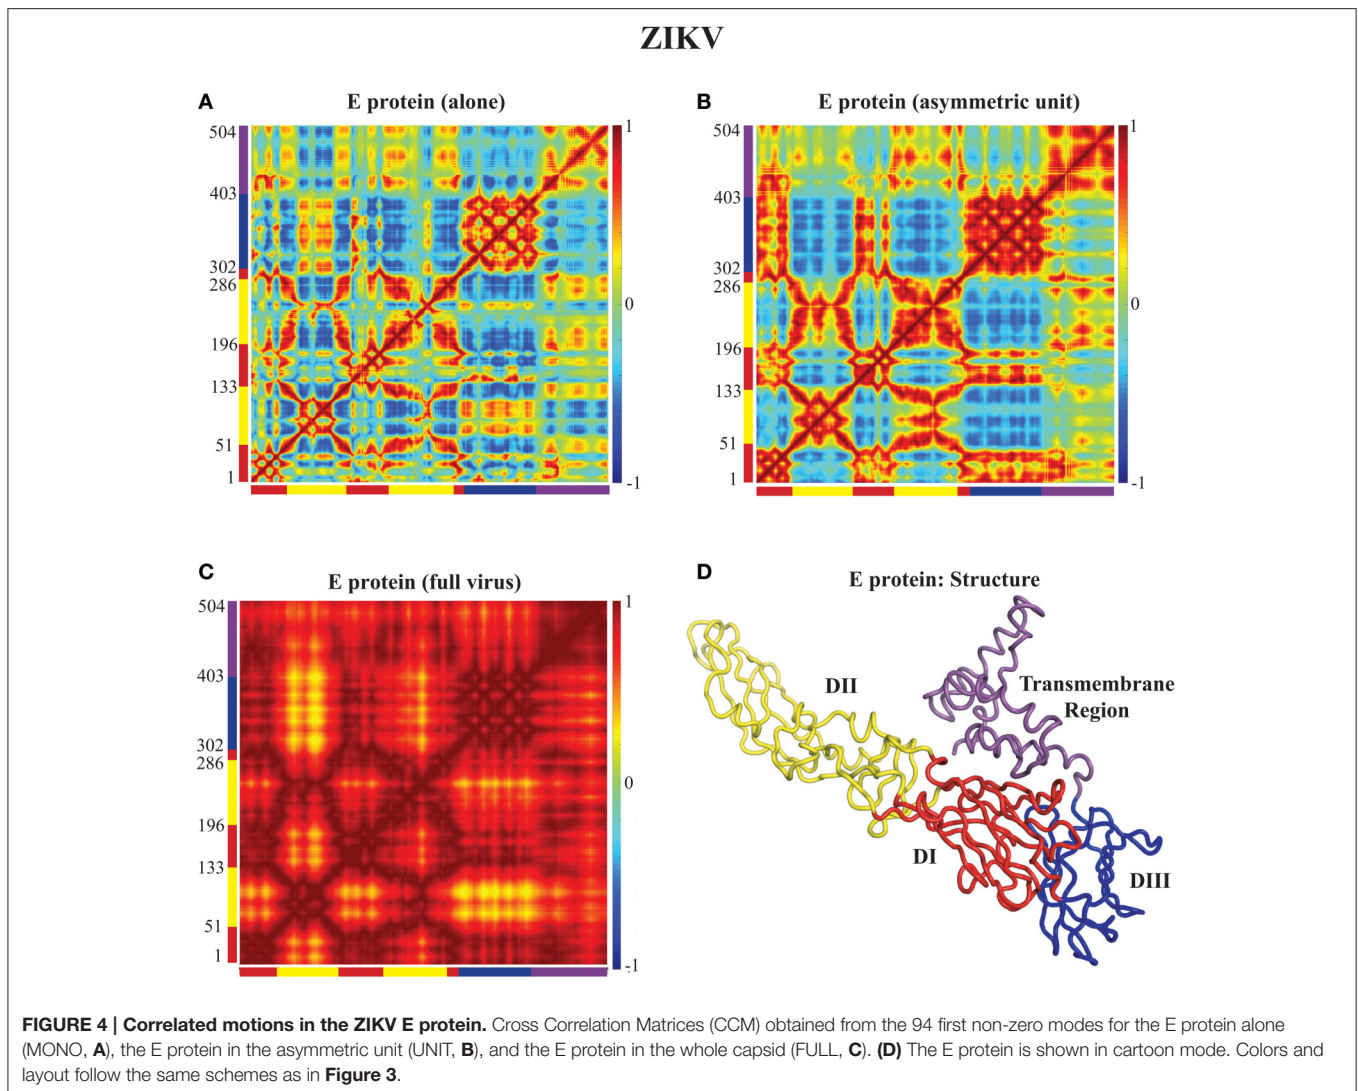 ZIKV
A
E protein (alone)
504
403
302
286
196
133
51
1
1
0
-1
B
E protein (asymmetric unit)
504
403
302
286
196
133
51
1
1
0
-1
C
E protein (full virus)
504
403
302
286
196
133
51
1
1
0
-1
D
E protein: Structure
DII
Transmembrane
Region
DI
DIII
FIGURE 4 | Correlated motions in the ZIKV E protein. Cross Correlation Matrices (CCM) obtained from the 94 first non-zero modes for the E protein alone
(MONO, A), the E protein in the asymmetric unit (UNIT, B), and the E protein in the whole capsid (FULL, C). (D) The E protein is shown in cartoon mode. Colors and
layout follow the same schemes as in Figure 3.